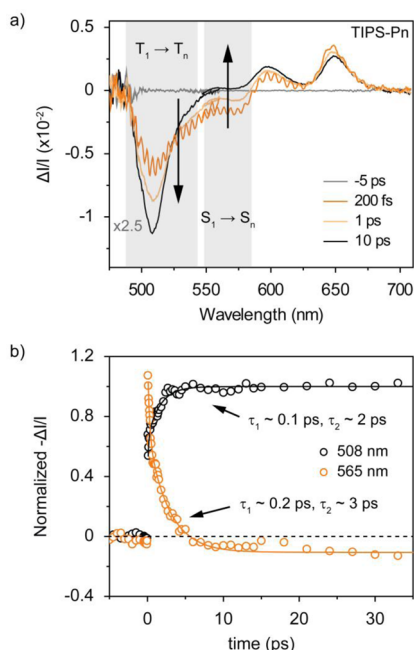 a)
TIPS-Pn
T₁ → Tₙ
S₁ → Sₙ
x2.5
-5 ps
200 fs
1 ps
10 ps
0
-0.5
-1
ΔI/I (x10⁻²)
500 550 600 650 700
Wavelength (nm)
b)
1.2
0.8
0.4
0
-0.4
Normalized -ΔI/I
τ₁ ~ 0.1 ps, τ₂ ~ 2 ps
508 nm
565 nm
τ₁ ~ 0.2 ps, τ₂ ~ 3 ps
0 10 20 30
time (ps)